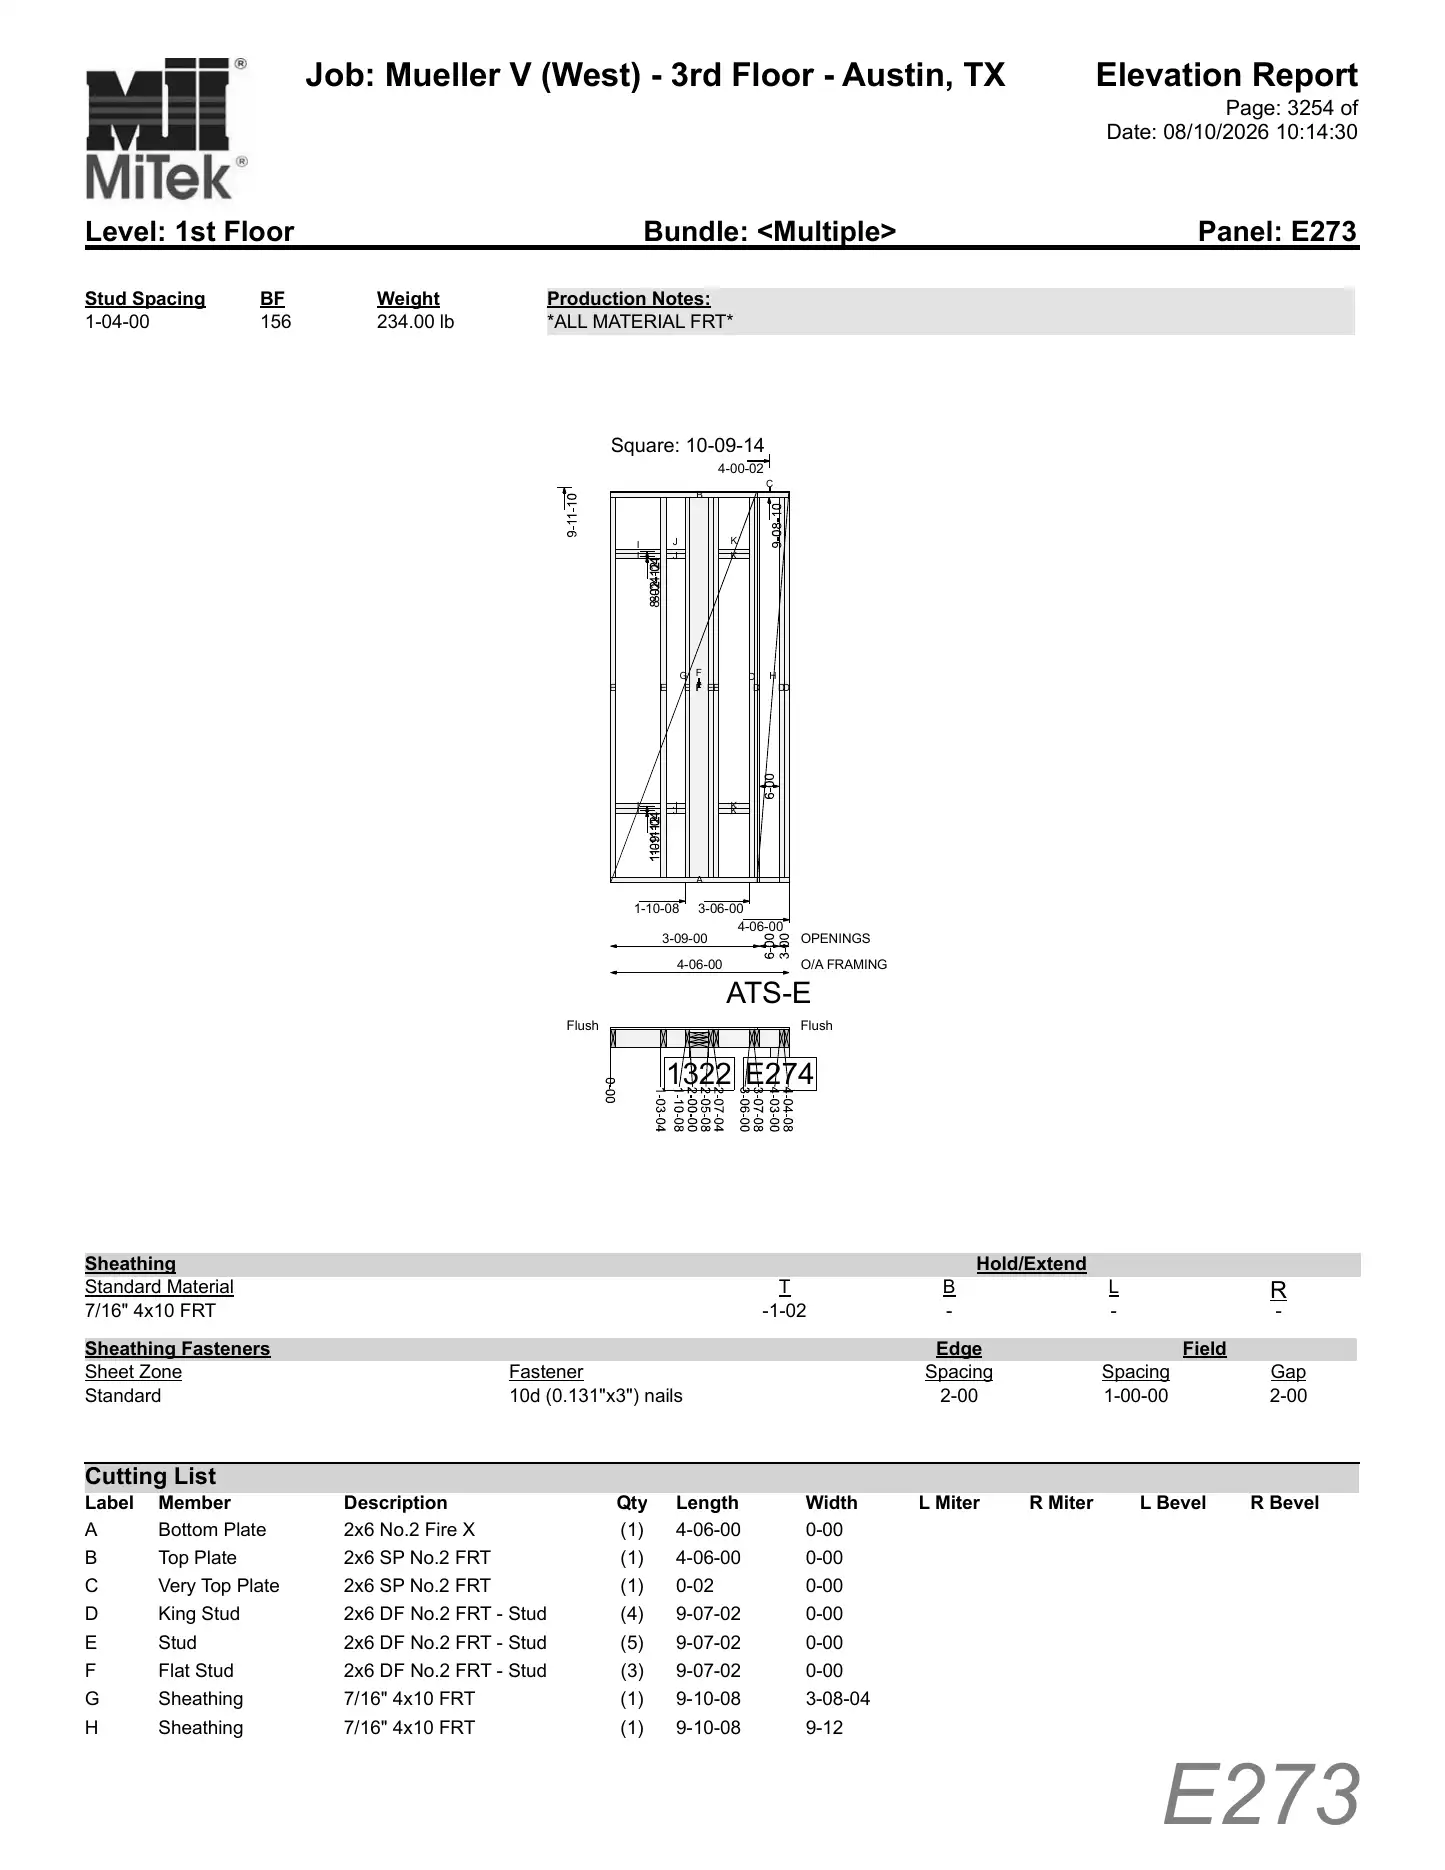 Job: Mueller V (West) - 3rd Floor - Austin, TX
Elevation Report
Page: 3254 of
Date: 08/10/2026 10:14:30
MiTek®
Level: 1st Floor Bundle: <Multiple> Panel: E273
Stud Spacing BF Weight Production Notes:
1-04-00 156 234.00 lb *ALL MATERIAL FRT*
Square: 10-09-14
4-00-02
C
B
9-11-10
9-08-10
I J K
I J K
G F D H
E E E F E E D D D
6-00
I J K
I J K
A
1-10-08 3-06-00
4-06-00
3-09-00 6-00 3-00 OPENINGS
4-06-00 O/A FRAMING
ATS-E
Flush Flush
1322 E274
0-00
1-03-04
1-10-08
2-00-00
2-05-08
2-07-04
3-06-00
3-07-08
4-03-00
4-04-08
Sheathing Hold/Extend
Standard Material T B L R
7/16" 4x10 FRT -1-02 - - -
Sheathing Fasteners Edge Field
Sheet Zone Fastener Spacing Spacing Gap
Standard 10d (0.131"x3") nails 2-00 1-00-00 2-00
Cutting List
Label Member Description Qty Length Width L Miter R Miter L Bevel R Bevel
A Bottom Plate 2x6 No.2 Fire X (1) 4-06-00 0-00
B Top Plate 2x6 SP No.2 FRT (1) 4-06-00 0-00
C Very Top Plate 2x6 SP No.2 FRT (1) 0-02 0-00
D King Stud 2x6 DF No.2 FRT - Stud (4) 9-07-02 0-00
E Stud 2x6 DF No.2 FRT - Stud (5) 9-07-02 0-00
F Flat Stud 2x6 DF No.2 FRT - Stud (3) 9-07-02 0-00
G Sheathing 7/16" 4x10 FRT (1) 9-10-08 3-08-04
H Sheathing 7/16" 4x10 FRT (1) 9-10-08 9-12
E273